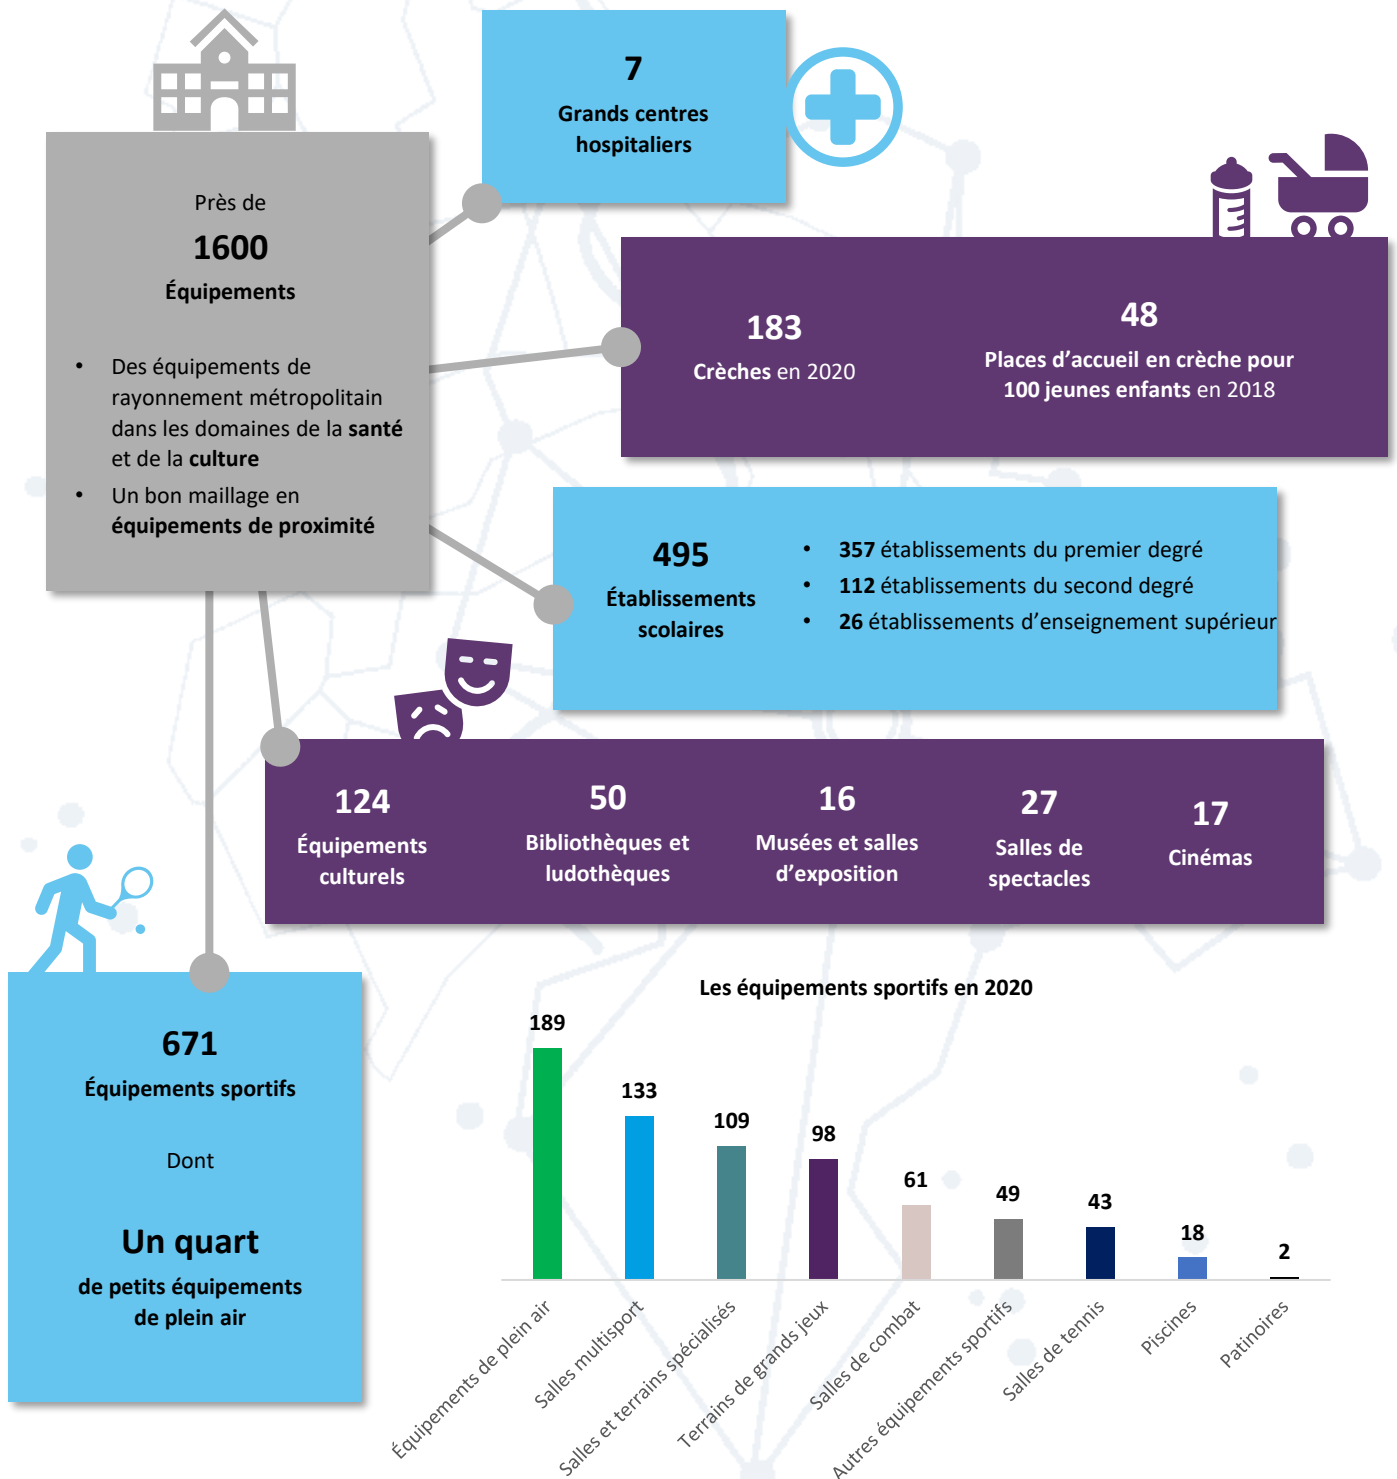 7
Grands centres
hospitaliers
Près de
1600
Équipements
• Des équipements de
rayonnement métropolitain
dans les domaines de la santé
et de la culture
• Un bon maillage en
équipements de proximité
183
Crèches en 2020
48
Places d’accueil en crèche pour
100 jeunes enfants en 2018
495
Établissements
scolaires
• 357 établissements du premier degré
• 112 établissements du second degré
• 26 établissements d’enseignement supérieur
124
Équipements
culturels
50
Bibliothèques et
ludothèques
16
Musées et salles
d’exposition
27
Salles de
spectacles
17
Cinémas
671
Équipements sportifs
Dont
Un quart
de petits équipements
de plein air
Les équipements sportifs en 2020
189
133
109
98
61
49
43
18
2
Équipements de plein air
Salles multisport
Salles et terrains spécialisés
Terrains de grands jeux
Salles de combat
Autres équipements sportifs
Salles de tennis
Piscines
Patinoires